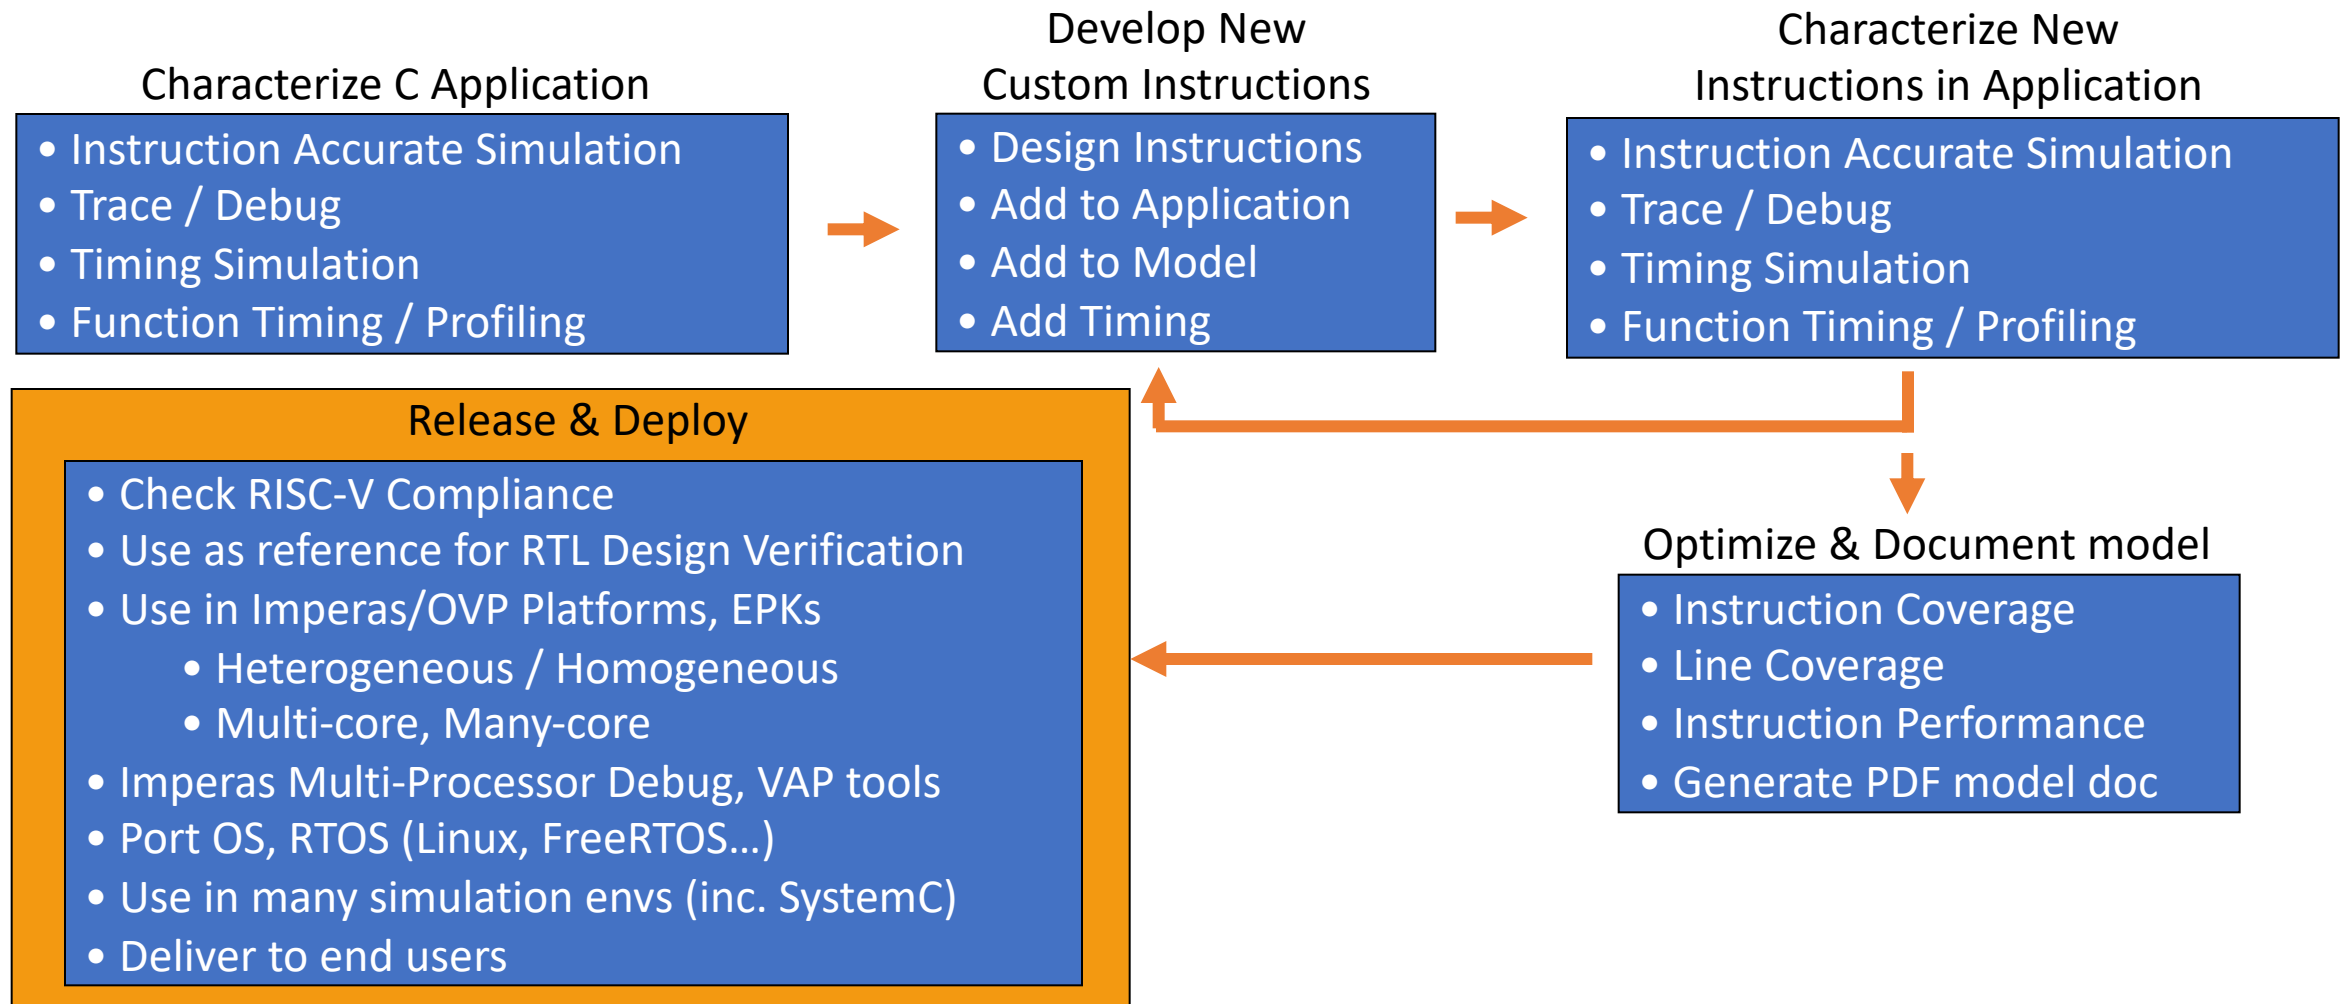 Characterize C Application
• Instruction Accurate Simulation
• Trace / Debug
• Timing Simulation
• Function Timing / Profiling
Develop New
Custom Instructions
• Design Instructions
• Add to Application
• Add to Model
• Add Timing
Characterize New
Instructions in Application
• Instruction Accurate Simulation
• Trace / Debug
• Timing Simulation
• Function Timing / Profiling
Optimize & Document model
• Instruction Coverage
• Line Coverage
• Instruction Performance
• Generate PDF model doc
Release & Deploy
• Check RISC-V Compliance
• Use as reference for RTL Design Verification
• Use in Imperas/OVP Platforms, EPKs
• Heterogeneous / Homogeneous
• Multi-core, Many-core
• Imperas Multi-Processor Debug, VAP tools
• Port OS, RTOS (Linux, FreeRTOS…)
• Use in many simulation envs (inc. SystemC)
• Deliver to end users